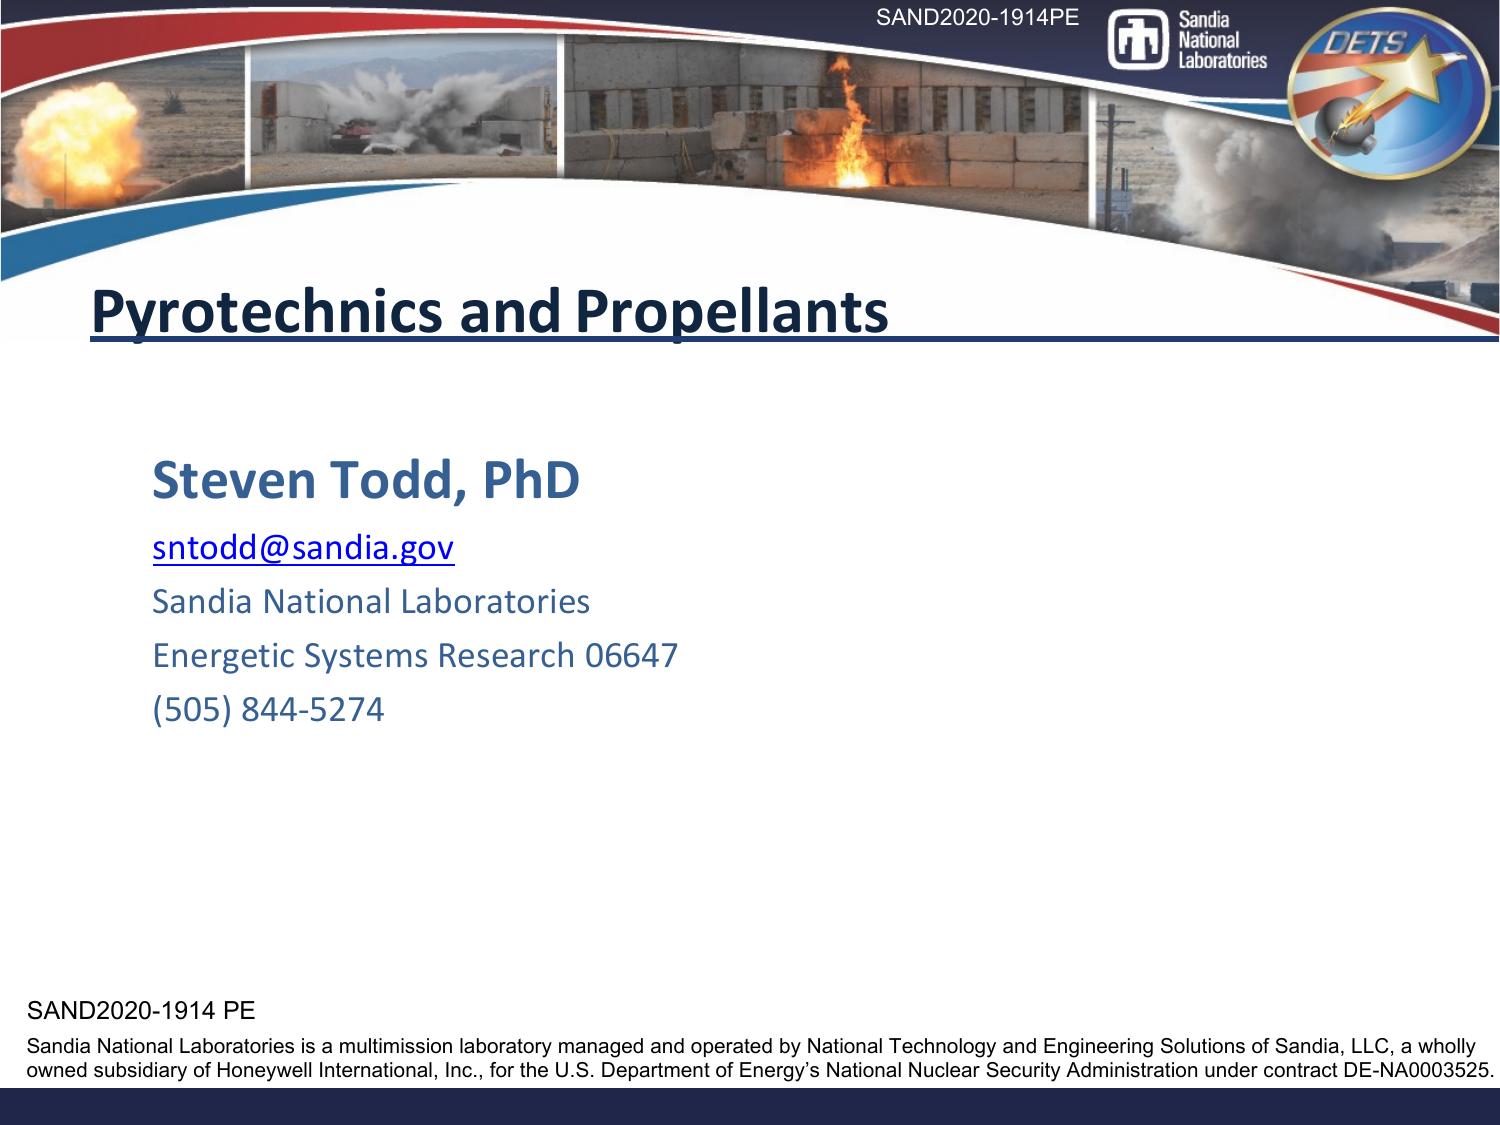 SAND2020-1914PE
Sandia
National
Laboratories
DETS
Pyrotechnics and Propellants
Steven Todd, PhD
sntodd@sandia.gov
Sandia National Laboratories
Energetic Systems Research 06647
(505) 844-5274
SAND2020-1914 PE
Sandia National Laboratories is a multimission laboratory managed and operated by National Technology and Engineering Solutions of Sandia, LLC, a wholly
owned subsidiary of Honeywell International, Inc., for the U.S. Department of Energy’s National Nuclear Security Administration under contract DE-NA0003525.